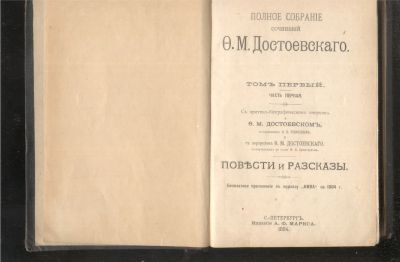 ПОЛНОЕ СОБРАНІЕ
СОЧИНЕНІЙ
Ѳ. М. Достоевскаго.
ТОМЪ ПЕРВЫЙ.
ЧАСТЬ ПЕРВАЯ.
Съ критико-біографическимъ очеркомъ
Ѳ. М. ДОСТОЕВСКОМЪ,
и
съ портретомъ Ѳ. М. ДОСТОЕВСКАГО.
ПОВѢСТИ и РАЗСКАЗЫ.
Безплатное приложеніе къ журналу „НИВА“ на 1894 г.
С.-ПЕТЕРБУРГЪ.
Изданіе А. Ф. МАРКСА.
1894.